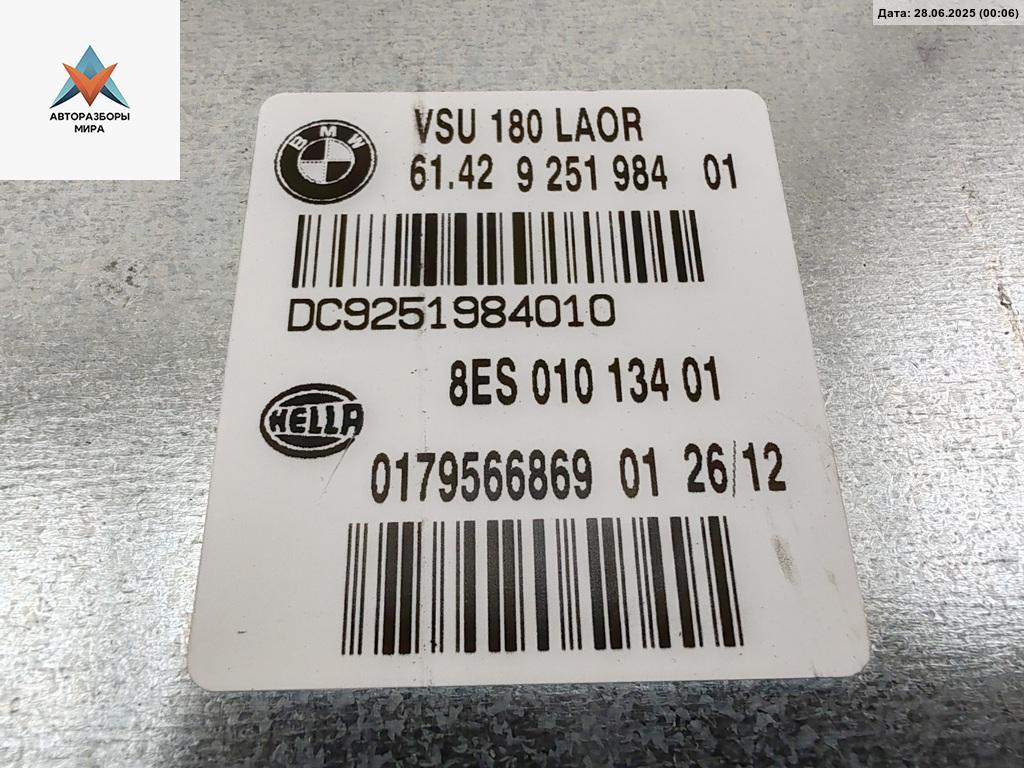 Дата: 28.06.2025 (00:06)
АВТОРАЗБОРЫ
МИРА
BMW
VSU 180 LAOR
61.42 9 251 984 01
DC9251984010
8ES 010 134 01
HELLA
0179566869 01 26/12